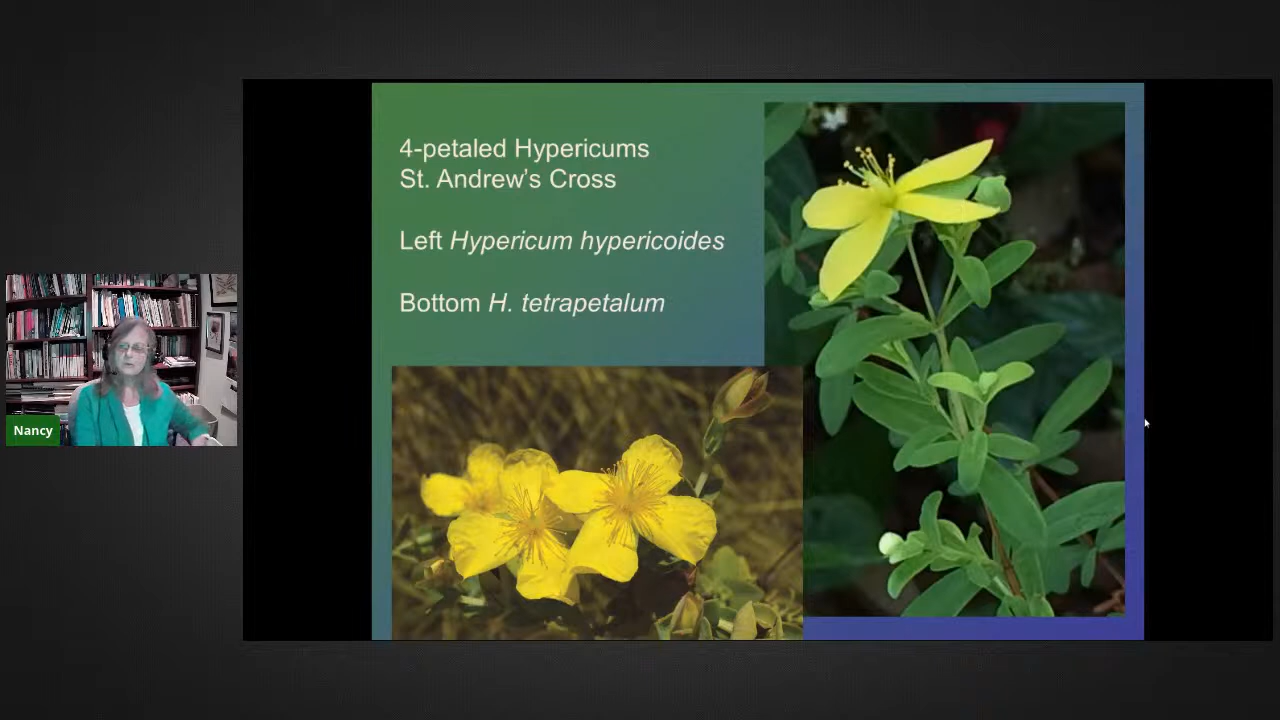 4-petaled Hypericums
St. Andrew’s Cross
Left Hypericum hypericoides
Bottom H. tetrapetalum
Nancy